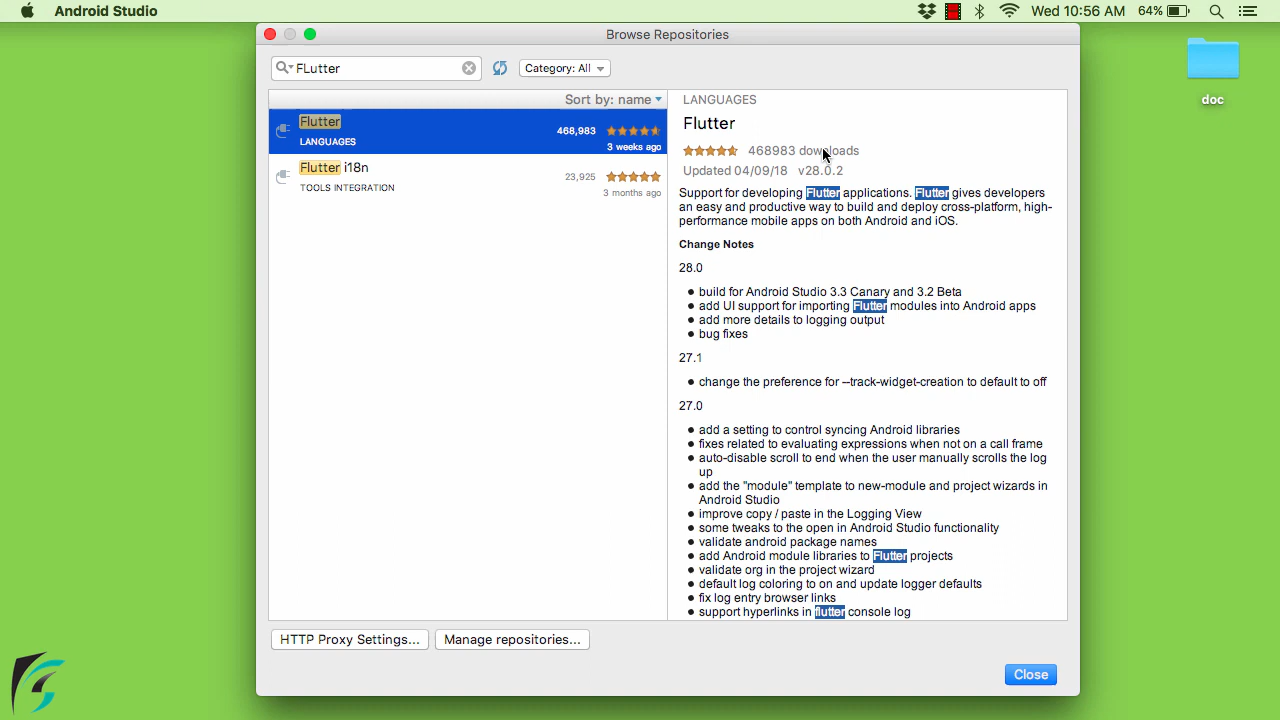 Android Studio
Wed 10:56 AM 64%
Browse Repositories
doc
FLutter
Category: All
Sort by: name
Flutter
LANGUAGES
468,983
3 weeks ago
Flutter i18n
TOOLS INTEGRATION
23,925
3 months ago
LANGUAGES
Flutter
468983 downloads
Updated 04/09/18 v28.0.2
Support for developing Flutter applications. Flutter gives developers
an easy and productive way to build and deploy cross-platform, high-
performance mobile apps on both Android and iOS.
Change Notes
28.0
• build for Android Studio 3.3 Canary and 3.2 Beta
• add UI support for importing Flutter modules into Android apps
• add more details to logging output
• bug fixes
27.1
• change the preference for --track-widget-creation to default to off
27.0
• add a setting to control syncing Android libraries
• fixes related to evaluating expressions when not on a call frame
• auto-disable scroll to end when the user manually scrolls the log
up
• add the "module" template to new-module and project wizards in
Android Studio
• improve copy / paste in the Logging View
• some tweaks to the open in Android Studio functionality
• validate android package names
• add Android module libraries to Flutter projects
• validate org in the project wizard
• default log coloring to on and update logger defaults
• fix log entry browser links
• support hyperlinks in flutter console log
HTTP Proxy Settings...
Manage repositories...
Close